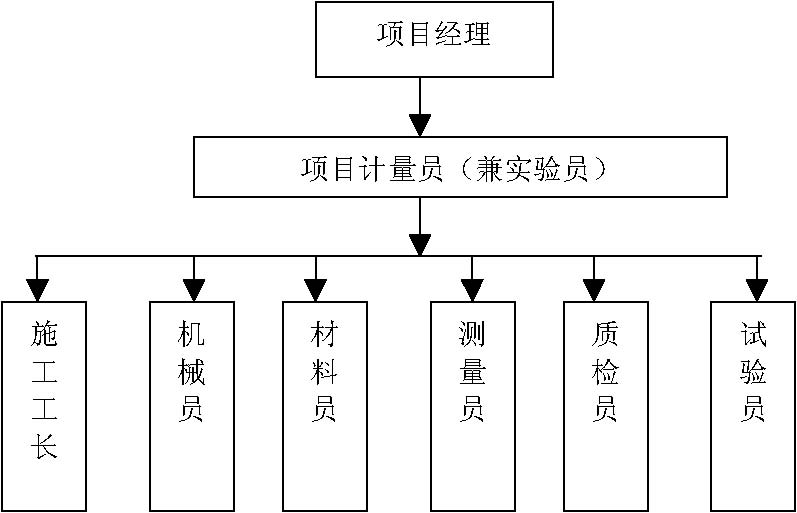 项目经理
项目计量员（兼实验员）
施工工长
机械员
材料员
测量员
质检员
试验员